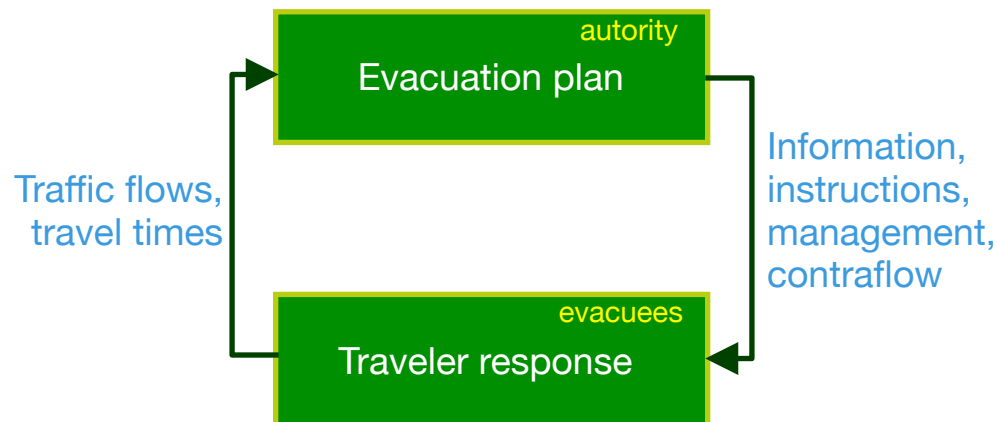 autority
Evacuation plan
Traffic flows,
travel times
Information,
instructions,
management,
contraflow
evacuees
Traveler response